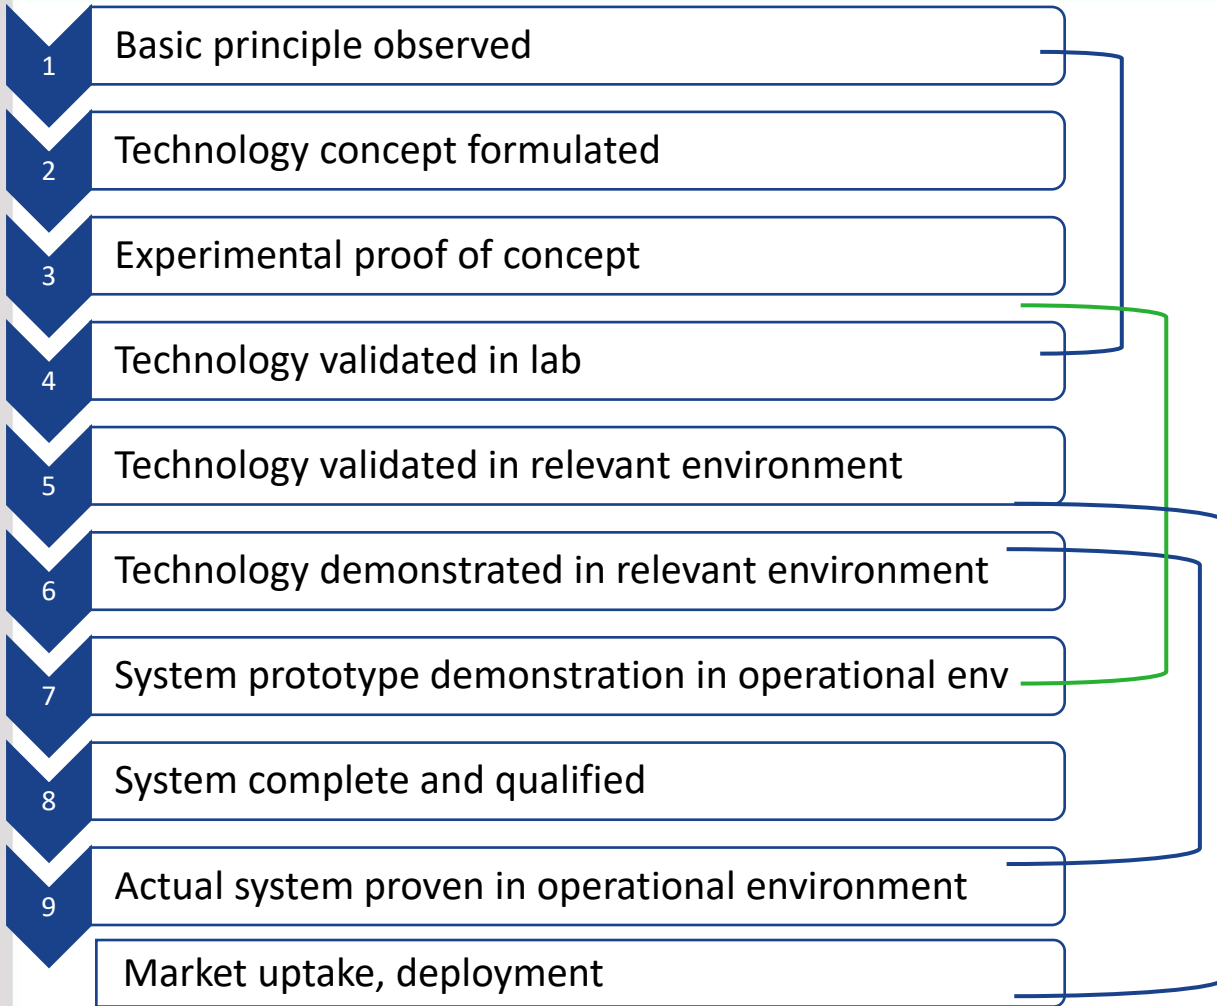 1
Basic principle observed
2
Technology concept formulated
3
Experimental proof of concept
4
Technology validated in lab
5
Technology validated in relevant environment
6
Technology demonstrated in relevant environment
7
System prototype demonstration in operational env
8
System complete and qualified
9
Actual system proven in operational environment
Market uptake, deployment